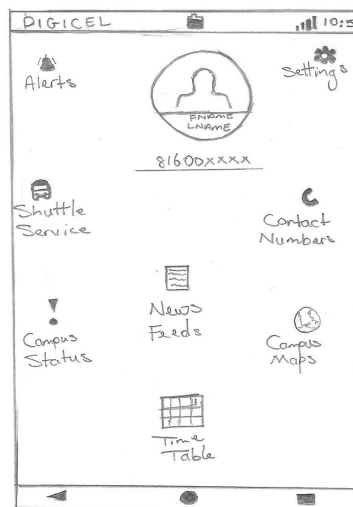 DIGICEL 10:5
Alerts
Settings
FNAME
LNAME
81600xxxx
Shuttle
Service
Contact
Numbers
News
Feeds
Campus
Status
Campus
Maps
Time
Table